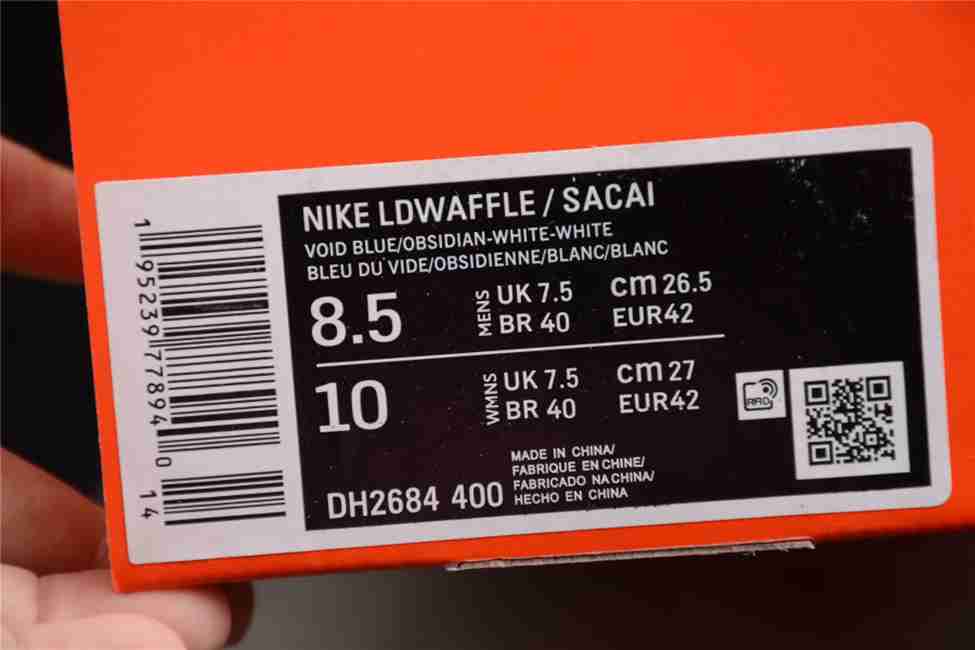 NIKE LDWAFFLE / SACAI
VOID BLUE/OBSIDIAN-WHITE-WHITE
BLEU DU VIDE/OBSIDIENNE/BLANC/BLANC
8.5 MENS UK 7.5 cm 26.5
BR 40 EUR42
10 WMNS UK 7.5 cm 27
BR 40 EUR42
MADE IN CHINA/
FABRIQUE EN CHINE/
FABRICADO NA CHINA/
HECHO EN CHINA
DH2684 400
1 95239 77894 0 14